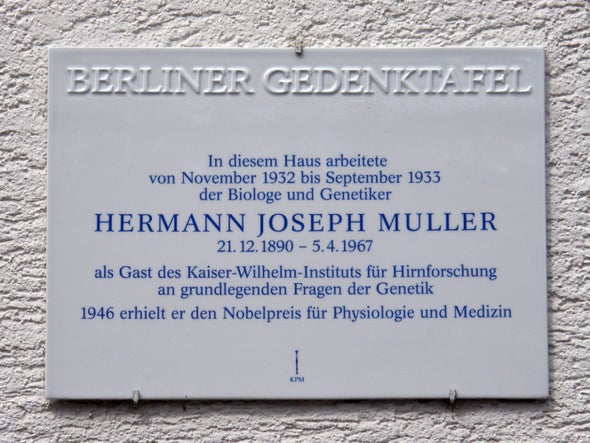 BERLINER GEDENKTAFEL
In diesem Haus arbeitete
von November 1932 bis September 1933
der Biologe und Genetiker
HERMANN JOSEPH MULLER
21. 12. 1890 – 5. 4. 1967
als Gast des Kaiser-Wilhelm-Instituts für Hirnforschung
an grundlegenden Fragen der Genetik
1946 erhielt er den Nobelpreis für Physiologie und Medizin
KPM